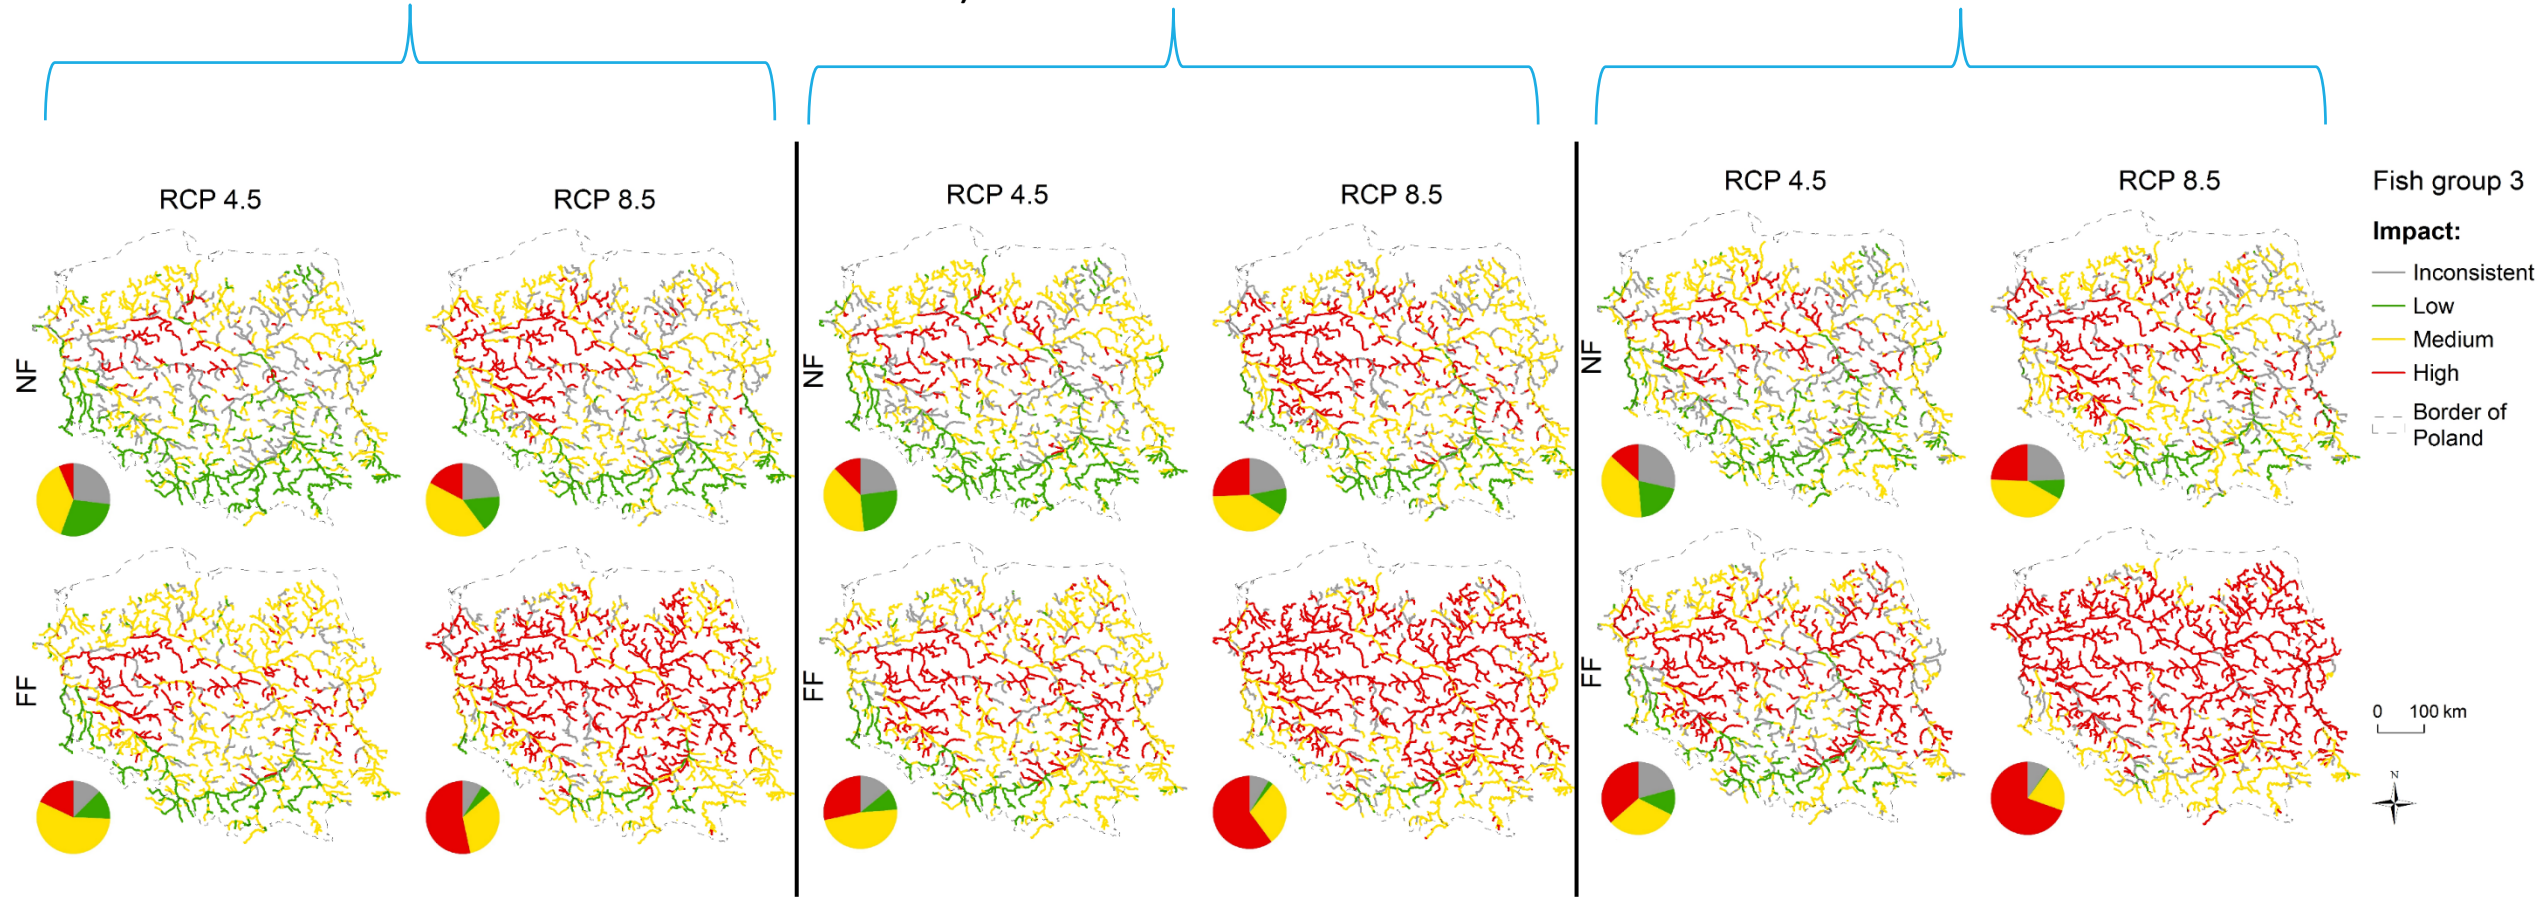 RCP 4.5
RCP 8.5
RCP 4.5
RCP 8.5
RCP 4.5
RCP 8.5
Fish group 3
Impact:
Inconsistent
Low
Medium
High
Border of
Poland
NF
NF
NF
FF
FF
FF
0 100 km
N